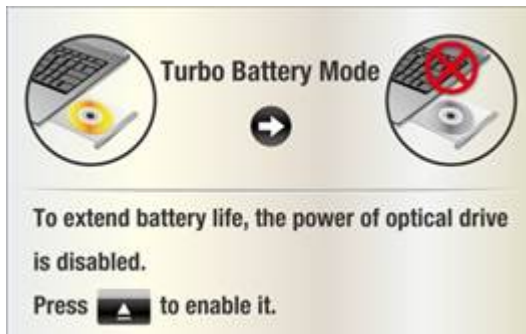 Turbo Battery Mode
To extend battery life, the power of optical drive
is disabled.
Press to enable it.